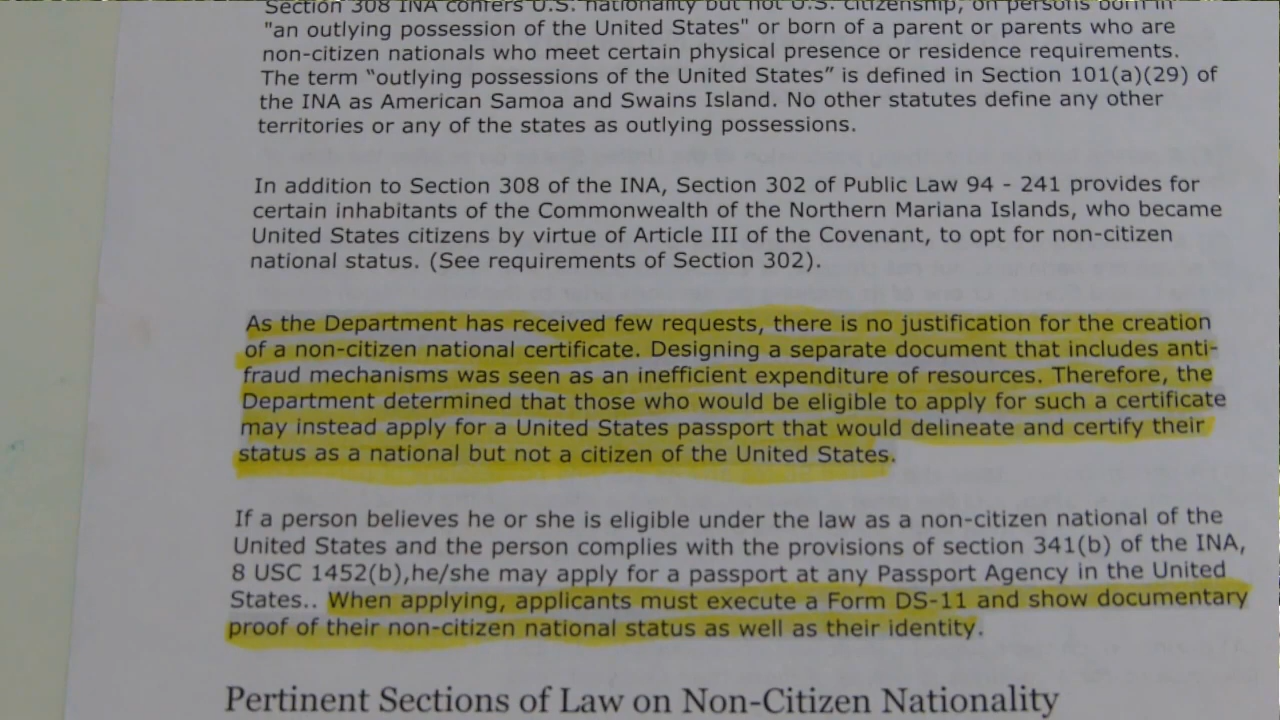 Section 308 INA confers U.S. nationality but not U.S. citizenship, on persons born in
"an outlying possession of the United States" or born of a parent or parents who are
non-citizen nationals who meet certain physical presence or residence requirements.
The term “outlying possessions of the United States” is defined in Section 101(a)(29) of
the INA as American Samoa and Swains Island. No other statutes define any other
territories or any of the states as outlying possessions.
In addition to Section 308 of the INA, Section 302 of Public Law 94 - 241 provides for
certain inhabitants of the Commonwealth of the Northern Mariana Islands, who became
United States citizens by virtue of Article III of the Covenant, to opt for non-citizen
national status. (See requirements of Section 302).
As the Department has received few requests, there is no justification for the creation
of a non-citizen national certificate. Designing a separate document that includes anti-
fraud mechanisms was seen as an inefficient expenditure of resources. Therefore, the
Department determined that those who would be eligible to apply for such a certificate
may instead apply for a United States passport that would delineate and certify their
status as a national but not a citizen of the United States.
If a person believes he or she is eligible under the law as a non-citizen national of the
United States and the person complies with the provisions of section 341(b) of the INA,
8 USC 1452(b),he/she may apply for a passport at any Passport Agency in the United
States.. When applying, applicants must execute a Form DS-11 and show documentary
proof of their non-citizen national status as well as their identity.
Pertinent Sections of Law on Non-Citizen Nationality